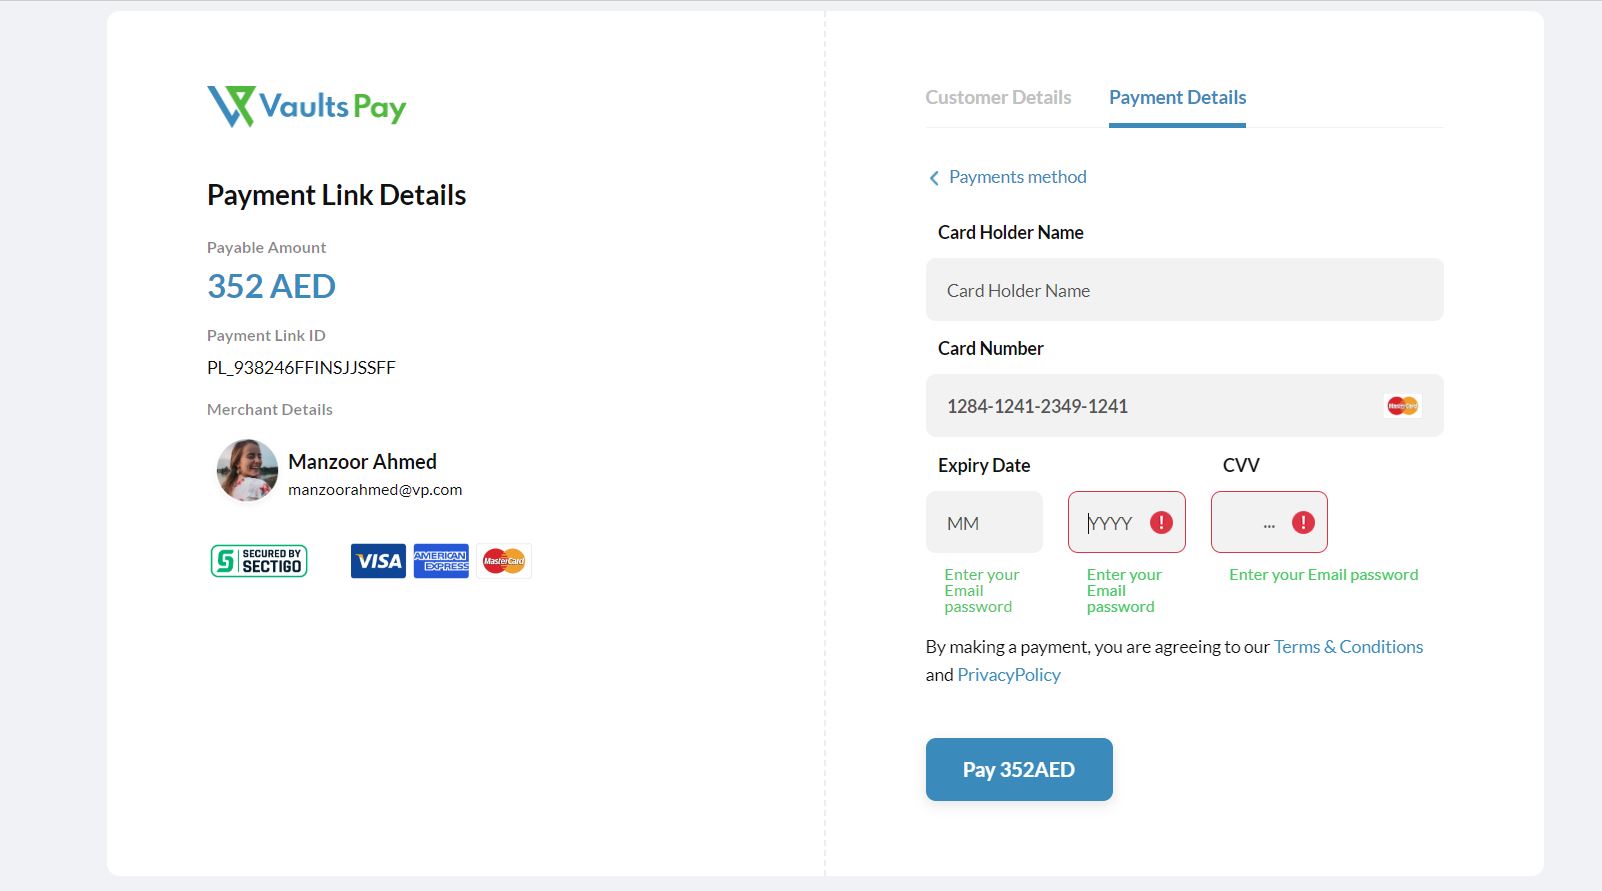 Vaults Pay
Payment Link Details
Payable Amount
352 AED
Payment Link ID
PL_938246FFINSJJSSFF
Merchant Details
Manzoor Ahmed
manzoorahmed@vp.com
SECURED BY
SECTIGO
VISA
AMERICAN
EXPRESS
MasterCard
Customer Details
Payment Details
Payments method
Card Holder Name
Card Holder Name
Card Number
1284-1241-2349-1241
MasterCard
Expiry Date
CVV
MM
YYYY
...
Enter your
Email
password
Enter your
Email
password
Enter your Email password
By making a payment, you are agreeing to our Terms & Conditions
and PrivacyPolicy
Pay 352AED